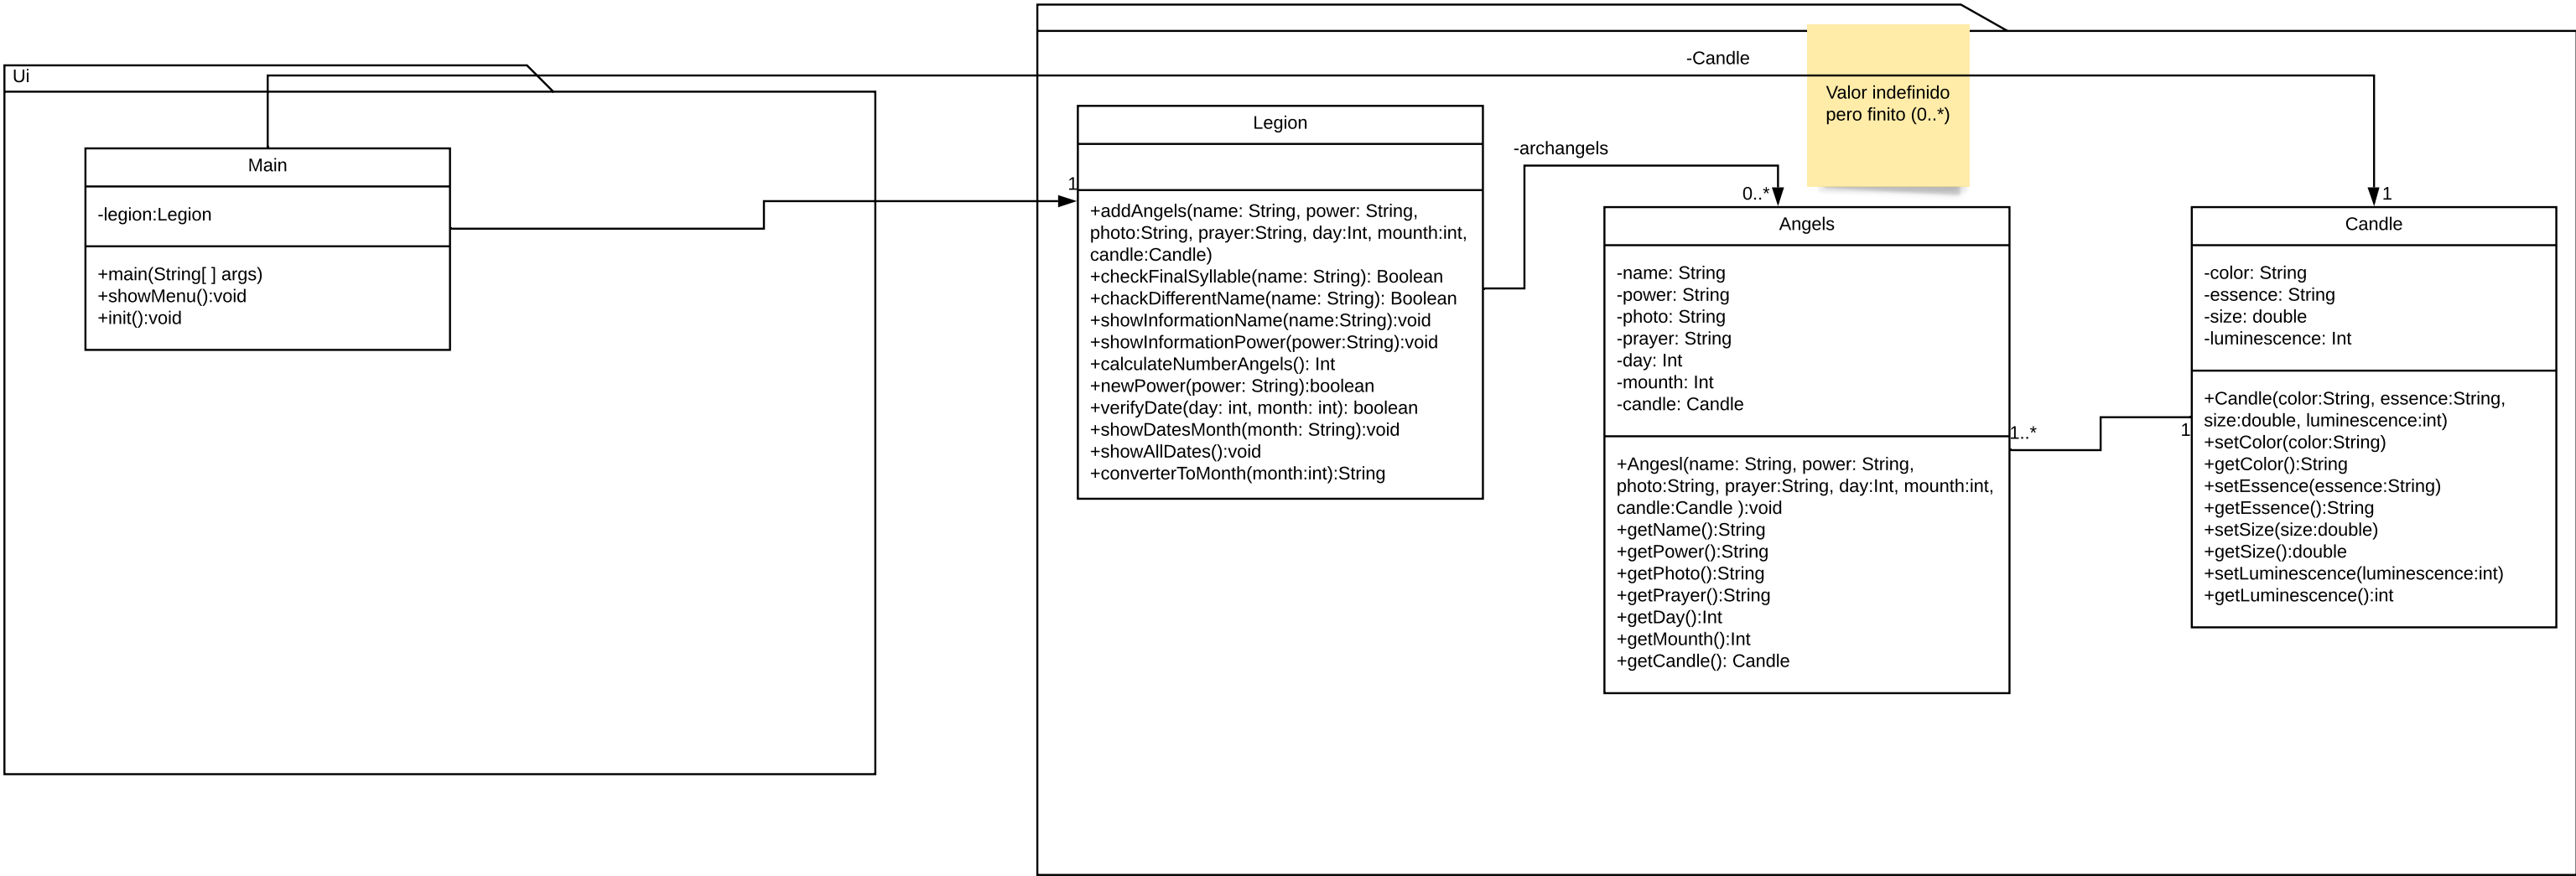 Ui
Main
-legion:Legion
+main(String[ ] args)
+showMenu():void
+init():void
-Candle
Valor indefinido
pero finito (0..*)
1
Legion
+addAngels(name: String, power: String,
photo:String, prayer:String, day:Int, mounth:int,
candle:Candle)
+checkFinalSyllable(name: String): Boolean
+chackDifferentName(name: String): Boolean
+showInformationName(name:String):void
+showInformationPower(power:String):void
+calculateNumberAngels(): Int
+newPower(power: String):boolean
+verifyDate(day: int, month: int): boolean
+showDatesMonth(month: String):void
+showAllDates():void
+converterToMonth(month:int):String
-archangels
0..*
Angels
-name: String
-power: String
-photo: String
-prayer: String
-day: Int
-mounth: Int
-candle: Candle
+Angesl(name: String, power: String,
photo:String, prayer:String, day:Int, mounth:int,
candle:Candle ):void
+getName():String
+getPower():String
+getPhoto():String
+getPrayer():String
+getDay():Int
+getMounth():Int
+getCandle(): Candle
1..*
1
1
Candle
-color: String
-essence: String
-size: double
-luminescence: Int
+Candle(color:String, essence:String,
size:double, luminescence:int)
+setColor(color:String)
+getColor():String
+setEssence(essence:String)
+getEssence():String
+setSize(size:double)
+getSize():double
+setLuminescence(luminescence:int)
+getLuminescence():int